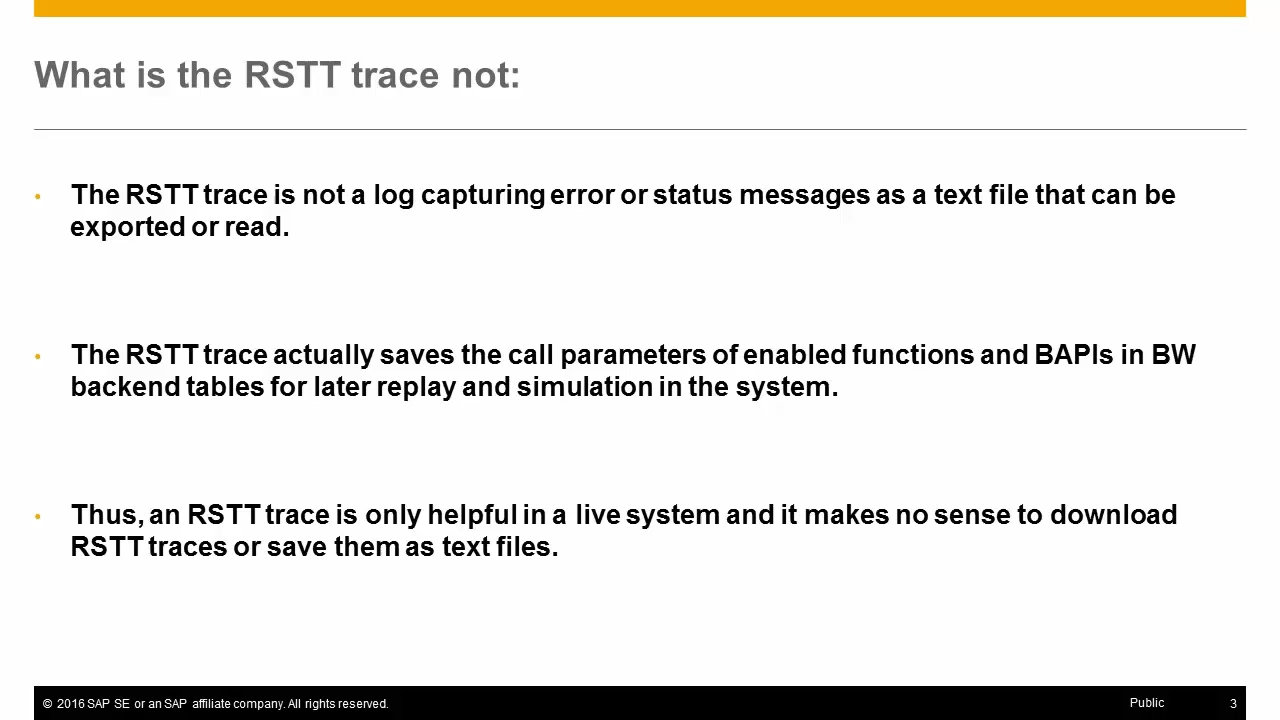 What is the RSTT trace not:
• The RSTT trace is not a log capturing error or status messages as a text file that can be
exported or read.
• The RSTT trace actually saves the call parameters of enabled functions and BAPIs in BW
backend tables for later replay and simulation in the system.
• Thus, an RSTT trace is only helpful in a live system and it makes no sense to download
RSTT traces or save them as text files.
© 2016 SAP SE or an SAP affiliate company. All rights reserved.
Public
3